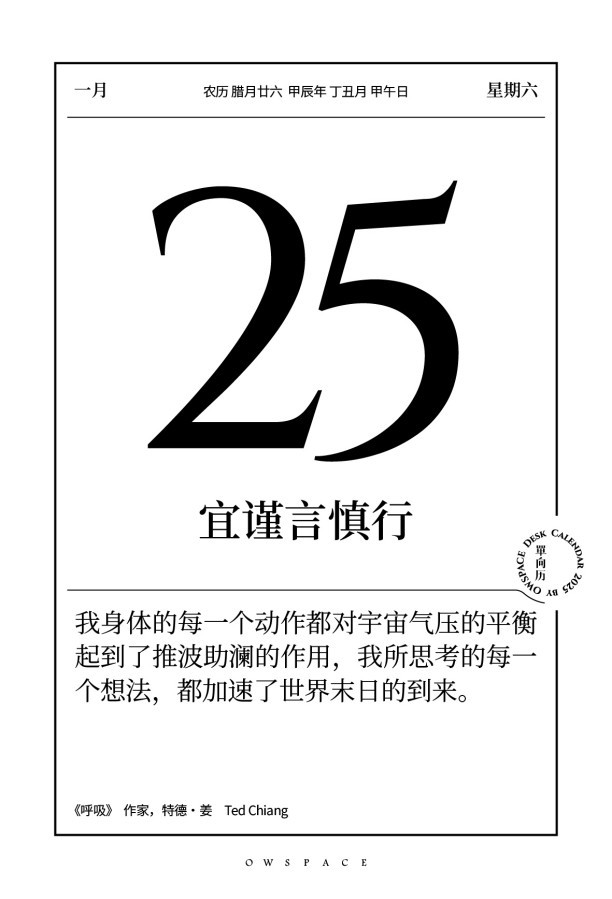 一月 农历 腊月廿六 甲辰年 丁丑月 甲午日 星期六
25
宜谨言慎行
單向历
DESK CALENDAR 2025 BY OWSPACE
我身体的每一个动作都对宇宙气压的平衡
起到了推波助澜的作用，我所思考的每一
个想法，都加速了世界末日的到来。
《呼吸》 作家，特德·姜 Ted Chiang
OWSPACE